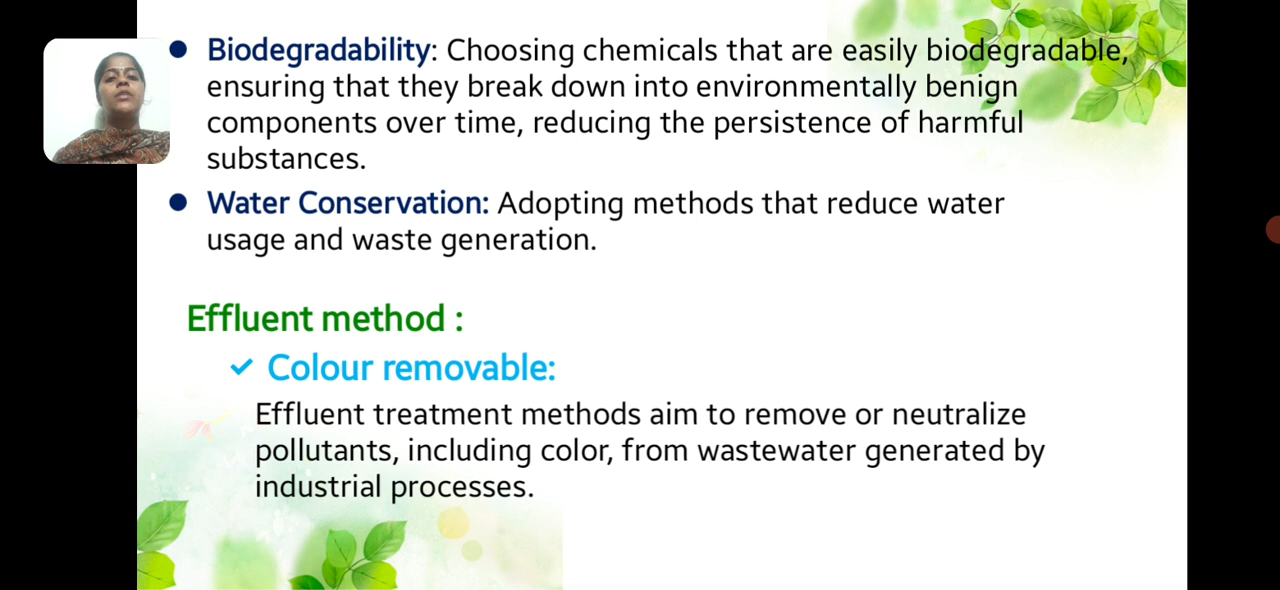 Biodegradability: Choosing chemicals that are easily biodegradable,
ensuring that they break down into environmentally benign
components over time, reducing the persistence of harmful
substances.
Water Conservation: Adopting methods that reduce water
usage and waste generation.
Effluent method :
Colour removable:
Effluent treatment methods aim to remove or neutralize
pollutants, including color, from wastewater generated by
industrial processes.